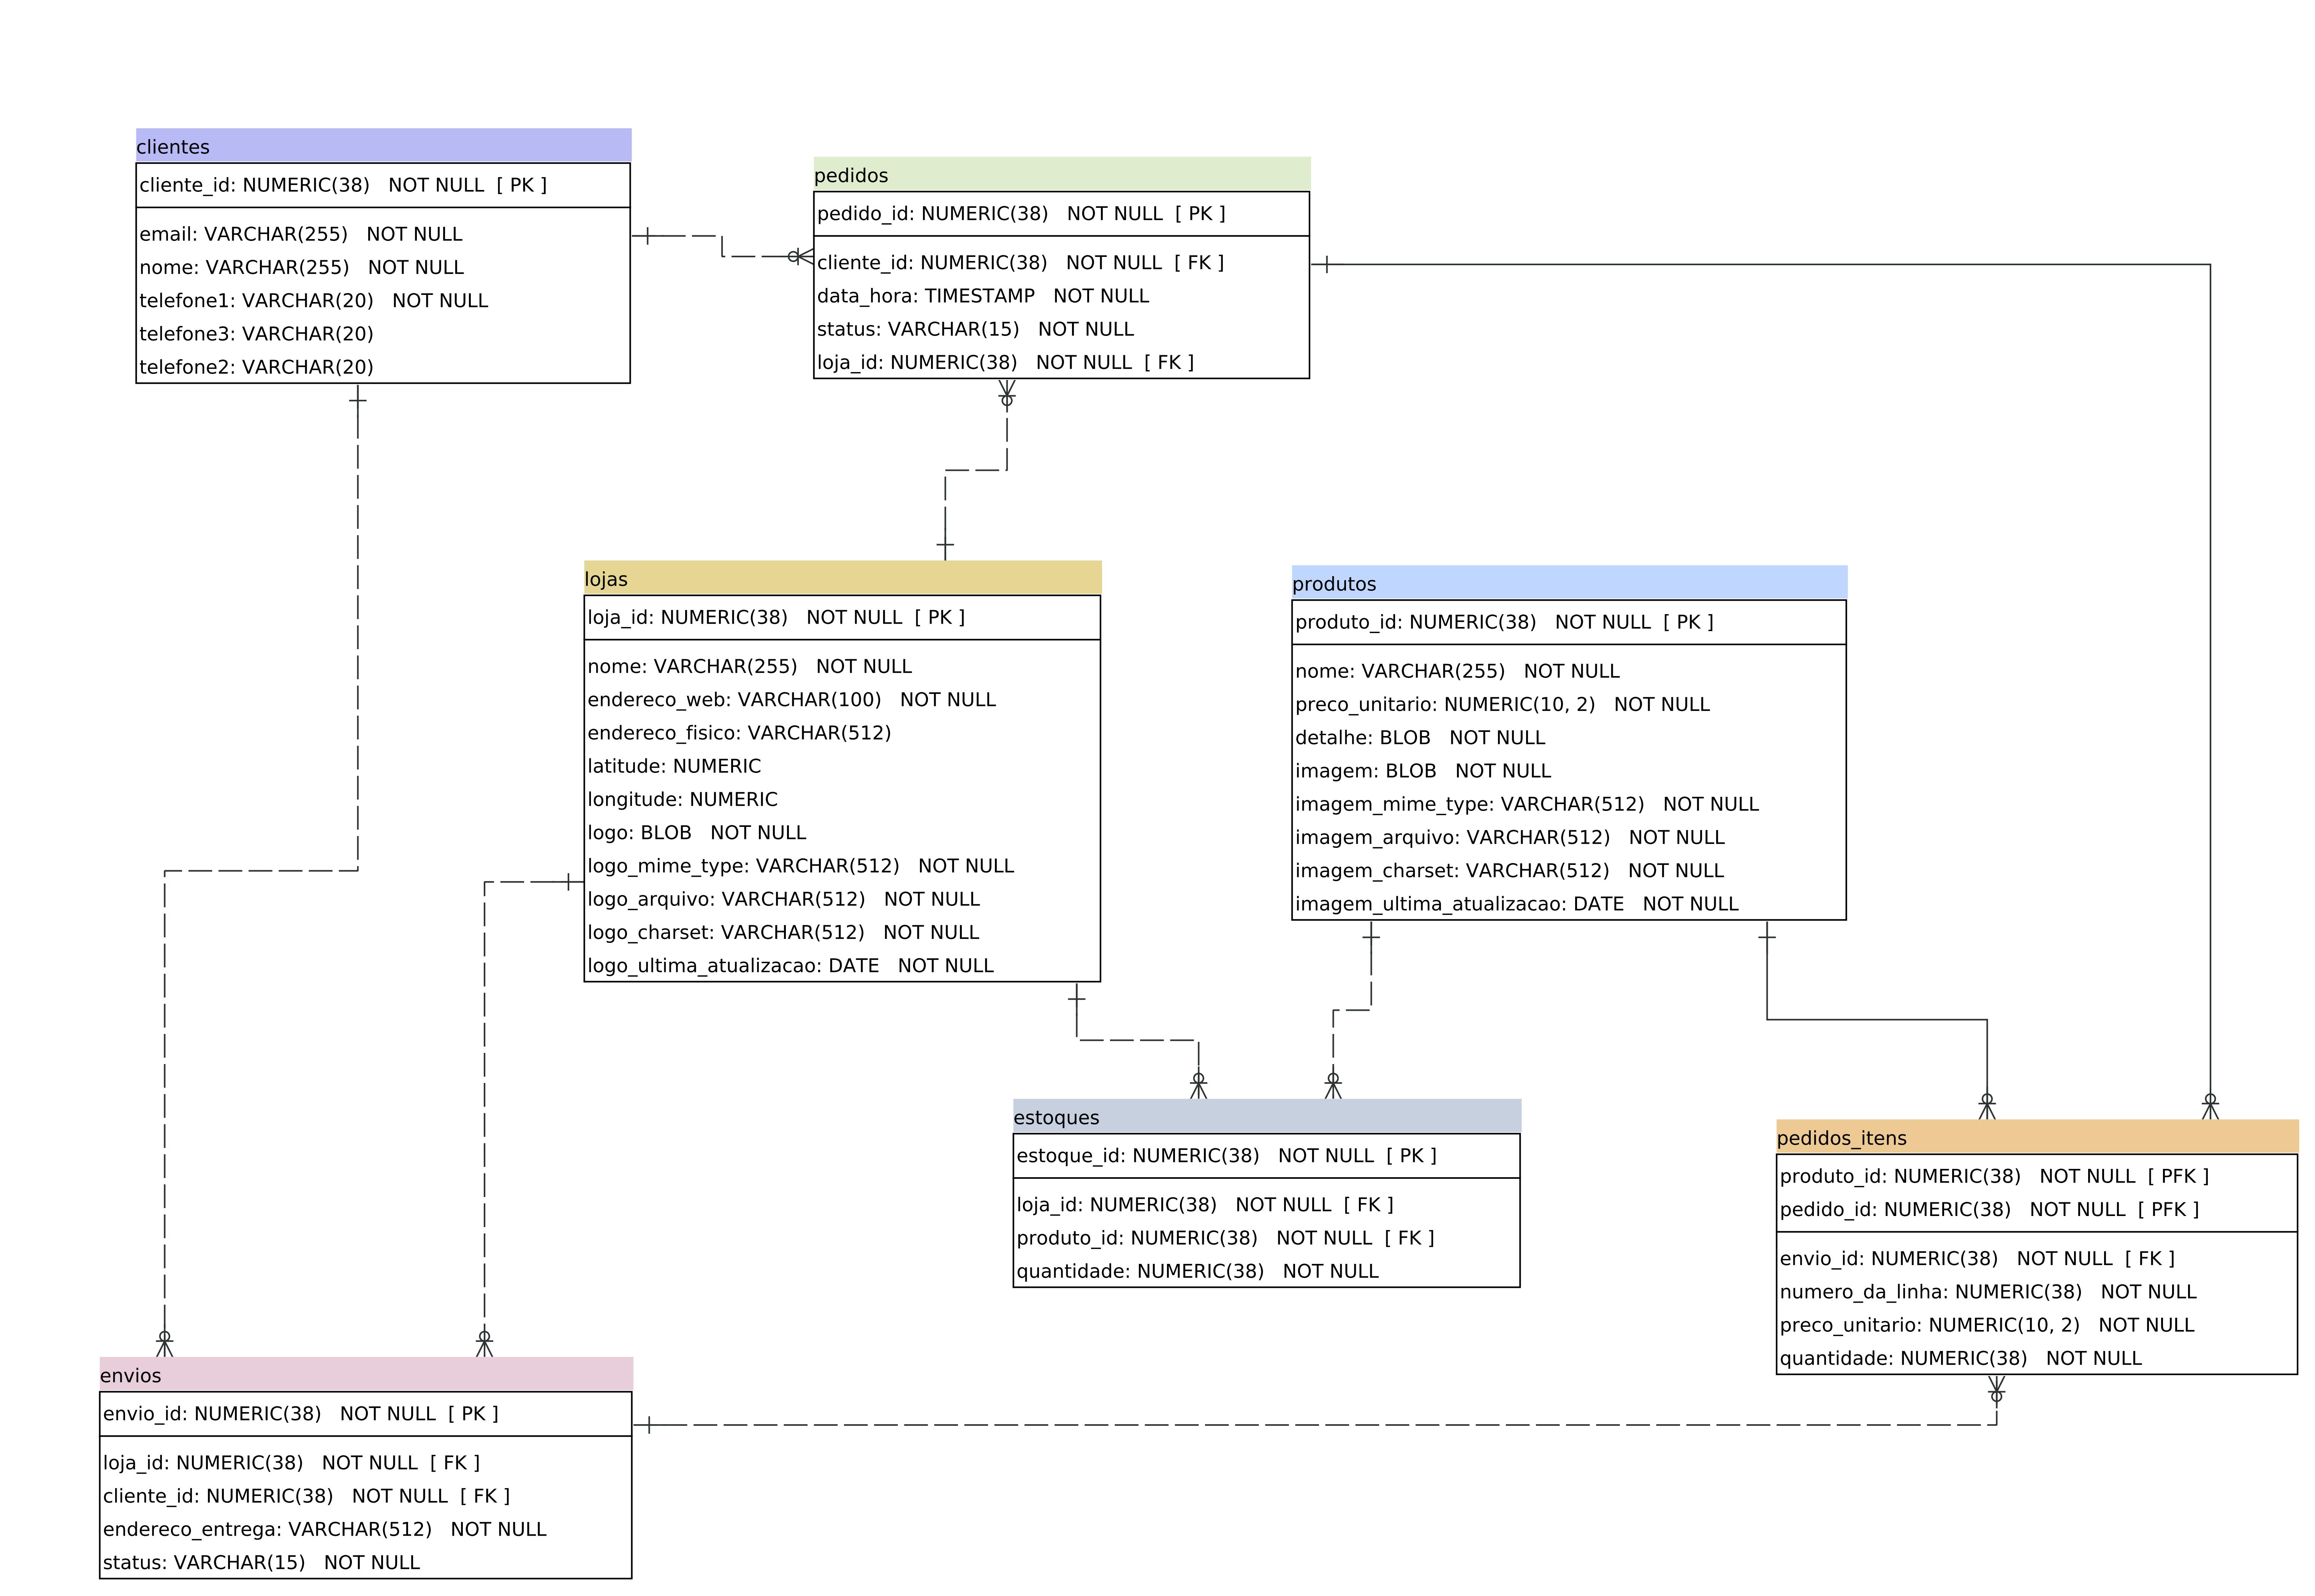 clientes
cliente_id: NUMERIC(38) NOT NULL [ PK ]
email: VARCHAR(255) NOT NULL
nome: VARCHAR(255) NOT NULL
telefone1: VARCHAR(20) NOT NULL
telefone3: VARCHAR(20)
telefone2: VARCHAR(20)
pedidos
pedido_id: NUMERIC(38) NOT NULL [ PK ]
cliente_id: NUMERIC(38) NOT NULL [ FK ]
data_hora: TIMESTAMP NOT NULL
status: VARCHAR(15) NOT NULL
loja_id: NUMERIC(38) NOT NULL [ FK ]
lojas
loja_id: NUMERIC(38) NOT NULL [ PK ]
nome: VARCHAR(255) NOT NULL
endereco_web: VARCHAR(100) NOT NULL
endereco_fisico: VARCHAR(512)
latitude: NUMERIC
longitude: NUMERIC
logo: BLOB NOT NULL
logo_mime_type: VARCHAR(512) NOT NULL
logo_arquivo: VARCHAR(512) NOT NULL
logo_charset: VARCHAR(512) NOT NULL
logo_ultima_atualizacao: DATE NOT NULL
produtos
produto_id: NUMERIC(38) NOT NULL [ PK ]
nome: VARCHAR(255) NOT NULL
preco_unitario: NUMERIC(10, 2) NOT NULL
detalhe: BLOB NOT NULL
imagem: BLOB NOT NULL
imagem_mime_type: VARCHAR(512) NOT NULL
imagem_arquivo: VARCHAR(512) NOT NULL
imagem_charset: VARCHAR(512) NOT NULL
imagem_ultima_atualizacao: DATE NOT NULL
estoques
estoque_id: NUMERIC(38) NOT NULL [ PK ]
loja_id: NUMERIC(38) NOT NULL [ FK ]
produto_id: NUMERIC(38) NOT NULL [ FK ]
quantidade: NUMERIC(38) NOT NULL
pedidos_itens
produto_id: NUMERIC(38) NOT NULL [ PFK ]
pedido_id: NUMERIC(38) NOT NULL [ PFK ]
envio_id: NUMERIC(38) NOT NULL [ FK ]
numero_da_linha: NUMERIC(38) NOT NULL
preco_unitario: NUMERIC(10, 2) NOT NULL
quantidade: NUMERIC(38) NOT NULL
envios
envio_id: NUMERIC(38) NOT NULL [ PK ]
loja_id: NUMERIC(38) NOT NULL [ FK ]
cliente_id: NUMERIC(38) NOT NULL [ FK ]
endereco_entrega: VARCHAR(512) NOT NULL
status: VARCHAR(15) NOT NULL